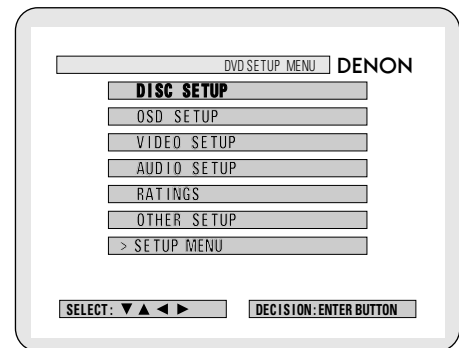 DVD SETUP MENU DENON
DISC SETUP
OSD SETUP
VIDEO SETUP
AUDIO SETUP
RATINGS
OTHER SETUP
> SETUP MENU
SELECT: ▼ ▲ ◄ ► DECISION: ENTER BUTTON